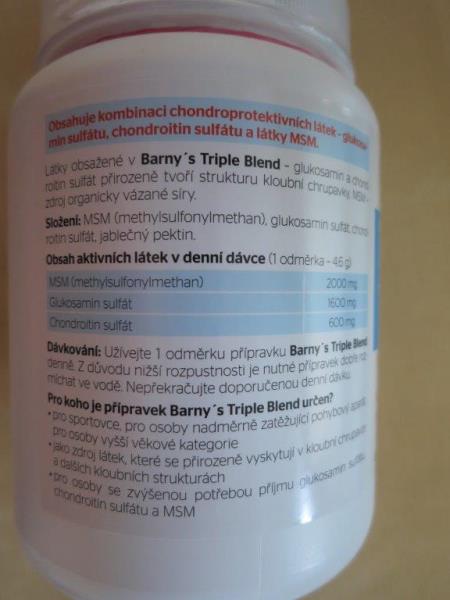 Obsahuje kombinaci chondroprotektivních látek - glukosa-
min sulfátu, chondroitin sulfátu a látky MSM.
Látky obsažené v Barny´s Triple Blend - glukosamin a chond
roitin sulfát přirozeně tvoří strukturu kloubní chrupavky, MSM -
zdroj organicky vázané síry.
Složení: MSM (methylsulfonylmethan), glukosamin sulfát, chond
roitin sulfát, jablečný pektin.
Obsah aktivních látek v denní dávce (1 odměrka - 4,6 g)
MSM (methylsulfonylmethan) 2000 mg
Glukosamin sulfát 1600 mg
Chondroitin sulfát 600 mg
Dávkování: Užívejte 1 odměrku přípravku Barny´s Triple Blend
denně. Z důvodu nižší rozpustnosti je nutné přípravek dobře roz
míchat ve vodě. Nepřekračujte doporučenou denní dávku.
Pro koho je přípravek Barny´s Triple Blend určen?
• pro sportovce, pro osoby nadměrně zatěžující pohybový aparát,
pro osoby vyšší věkové kategorie
• jako zdroj látek, které se přirozeně vyskytují v kloubní chrupavce
a dalších kloubních strukturách
• pro osoby se zvýšenou potřebou příjmu glukosamin sulfátu,
chondroitin sulfátu a MSM